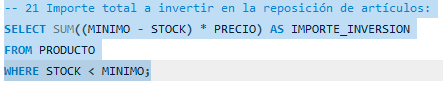 -- 21 Importe total a invertir en la reposición de artículos:
SELECT SUM((MINIMO - STOCK) * PRECIO) AS IMPORTE_INVERSION
FROM PRODUCTO
WHERE STOCK < MINIMO;